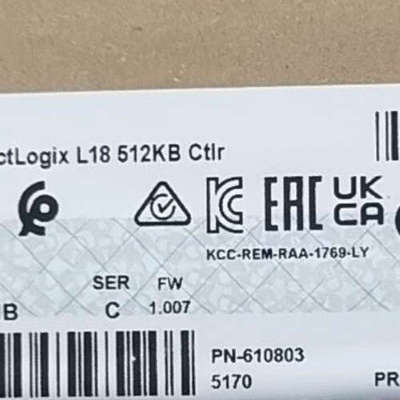 ctLogix L18 512KB Ctlr
EAC UK CA
KCC-REM-RAA-1769-LY
SER FW
B C 1.007
PN-610803
5170 PR